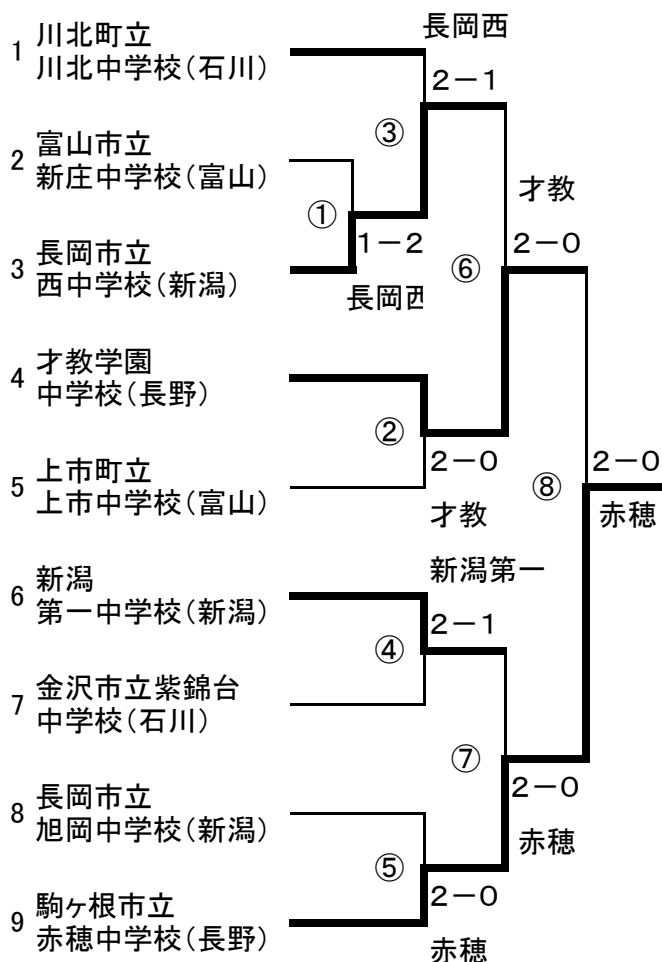 長岡西
1 川北町立
川北中学校(石川)
2－1
③
2 富山市立
新庄中学校(富山)
才教
①
1－2
2－0
⑥
3 長岡市立
西中学校(新潟)
長岡西
4 才教学園
中学校(長野)
②
2－0
2－0
⑧
5 上市町立
上市中学校(富山)
才教
赤穂
新潟第一
6 新潟
第一中学校(新潟)
2－1
④
7 金沢市立紫錦台
中学校(石川)
⑦
2－0
8 長岡市立
旭岡中学校(新潟)
赤穂
⑤
2－0
9 駒ヶ根市立
赤穂中学校(長野)
赤穂